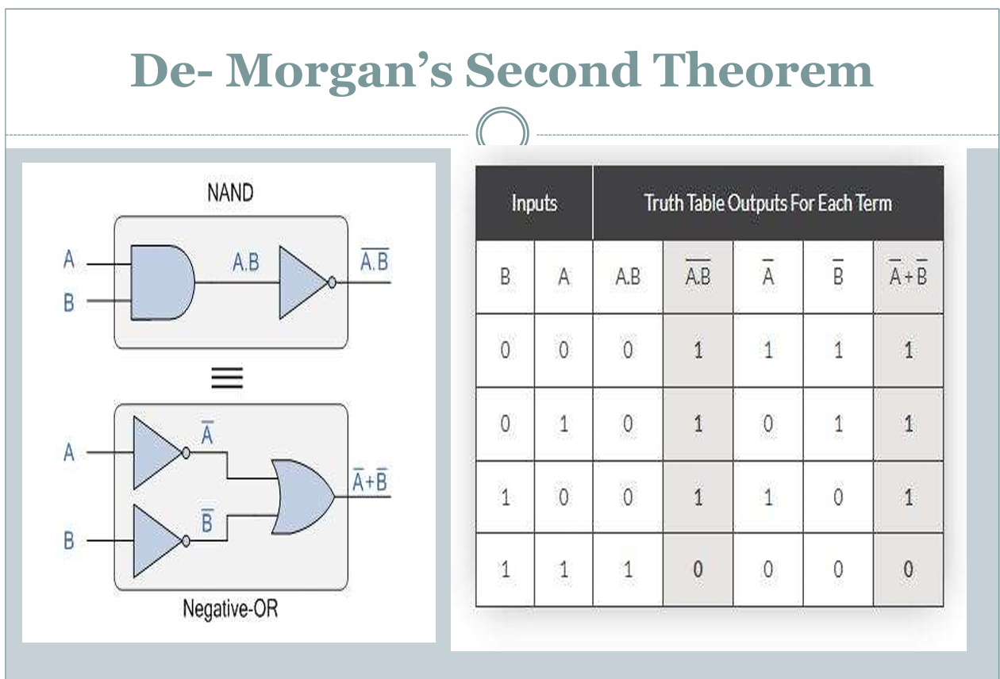 De- Morgan’s Second Theorem
NAND
A
B
A.B
A̅.̅B̅
≡
A
B
A̅
B̅
A̅+B̅
Negative-OR
Inputs Truth Table Outputs For Each Term
B A A.B A̅.̅B̅ A̅ B̅ A̅ + B̅
0 0 0 1 1 1 1
0 1 0 1 0 1 1
1 0 0 1 1 0 1
1 1 1 0 0 0 0